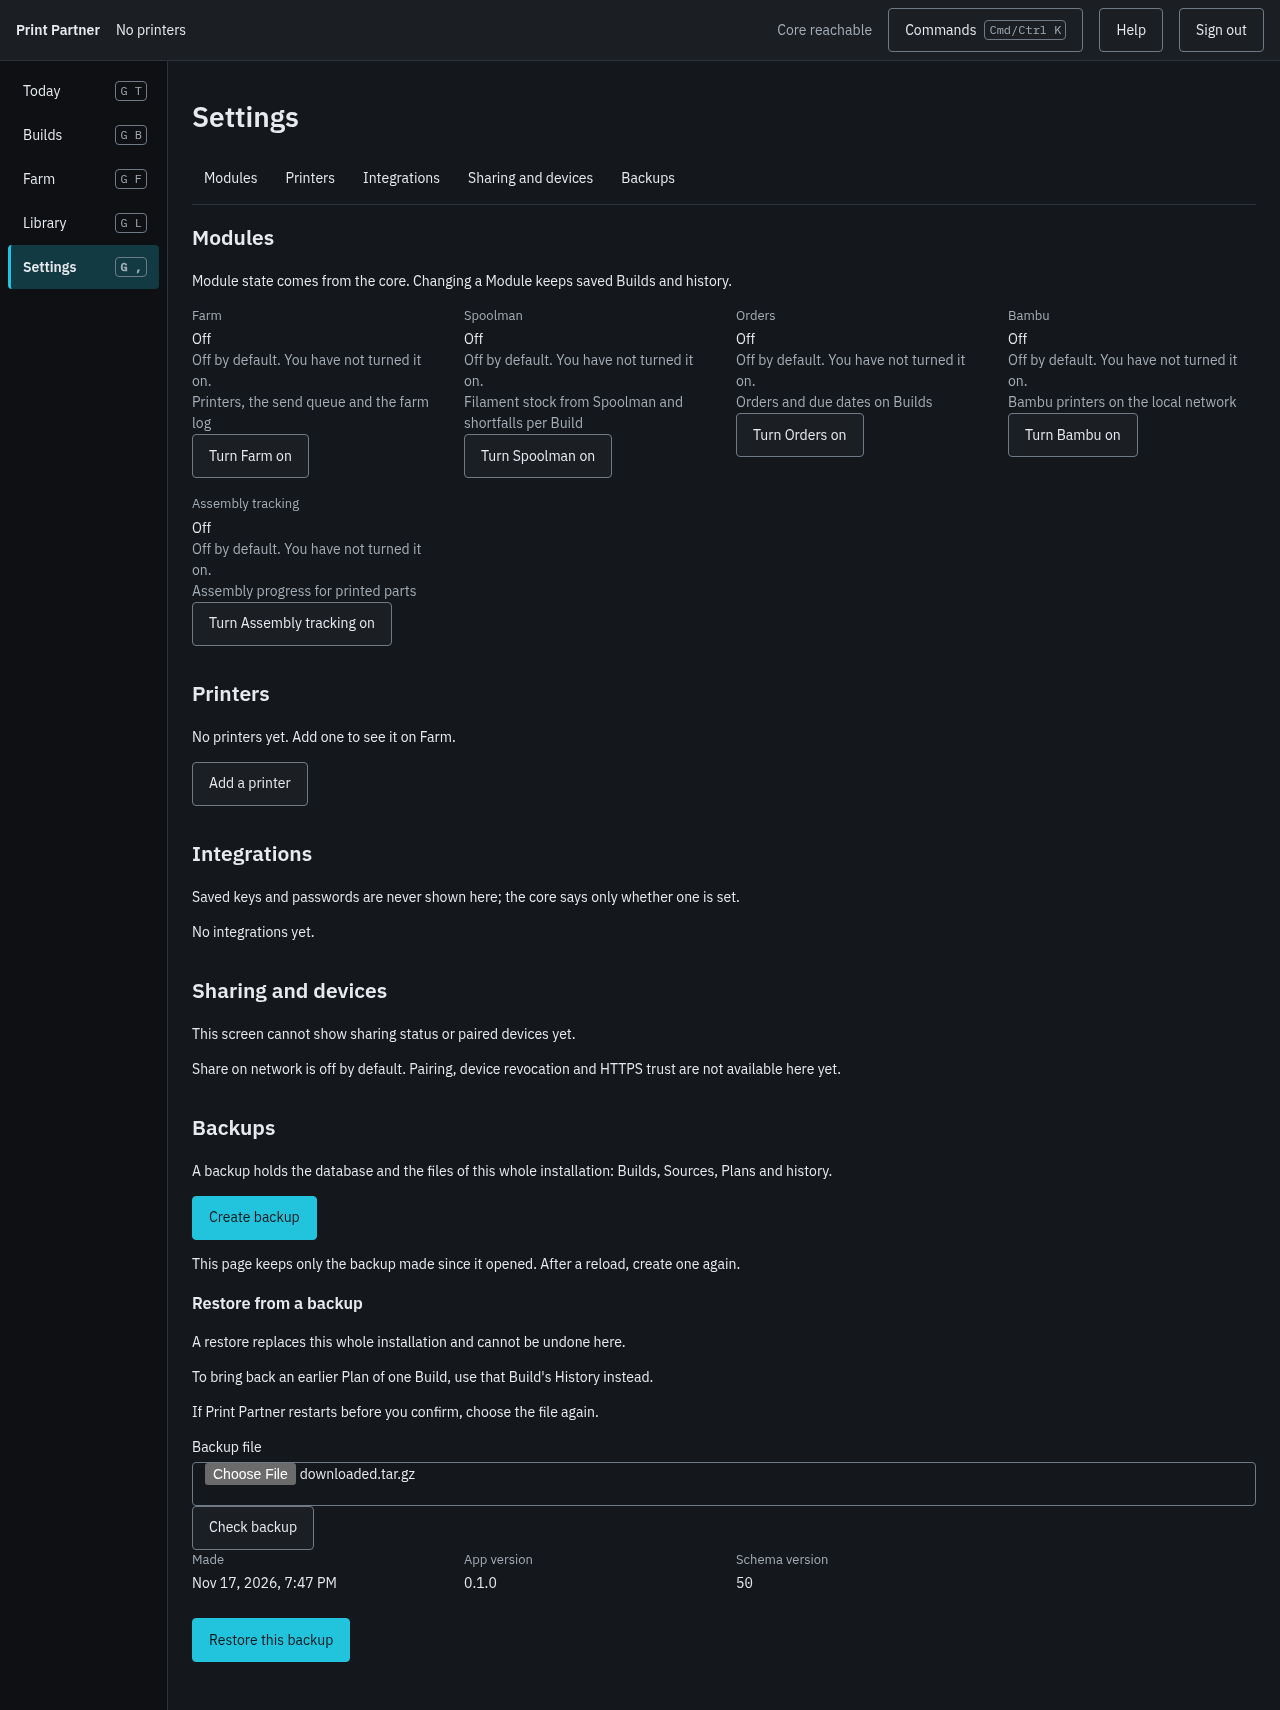 Print Partner No printers Core reachable Commands Cmd/Ctrl K Help Sign out
Today G T
Builds G B
Farm G F
Library G L
Settings G ,
Settings
Modules Printers Integrations Sharing and devices Backups
Modules
Module state comes from the core. Changing a Module keeps saved Builds and history.
Farm
Off
Off by default. You have not turned it
on.
Printers, the send queue and the farm
log
Turn Farm on
Spoolman
Off
Off by default. You have not turned it
on.
Filament stock from Spoolman and
shortfalls per Build
Turn Spoolman on
Orders
Off
Off by default. You have not turned it
on.
Orders and due dates on Builds
Turn Orders on
Bambu
Off
Off by default. You have not turned it
on.
Bambu printers on the local network
Turn Bambu on
Assembly tracking
Off
Off by default. You have not turned it
on.
Assembly progress for printed parts
Turn Assembly tracking on
Printers
No printers yet. Add one to see it on Farm.
Add a printer
Integrations
Saved keys and passwords are never shown here; the core says only whether one is set.
No integrations yet.
Sharing and devices
This screen cannot show sharing status or paired devices yet.
Share on network is off by default. Pairing, device revocation and HTTPS trust are not available here yet.
Backups
A backup holds the database and the files of this whole installation: Builds, Sources, Plans and history.
Create backup
This page keeps only the backup made since it opened. After a reload, create one again.
Restore from a backup
A restore replaces this whole installation and cannot be undone here.
To bring back an earlier Plan of one Build, use that Build's History instead.
If Print Partner restarts before you confirm, choose the file again.
Backup file
Choose File downloaded.tar.gz
Check backup
Made App version Schema version
Nov 17, 2026, 7:47 PM 0.1.0 50
Restore this backup